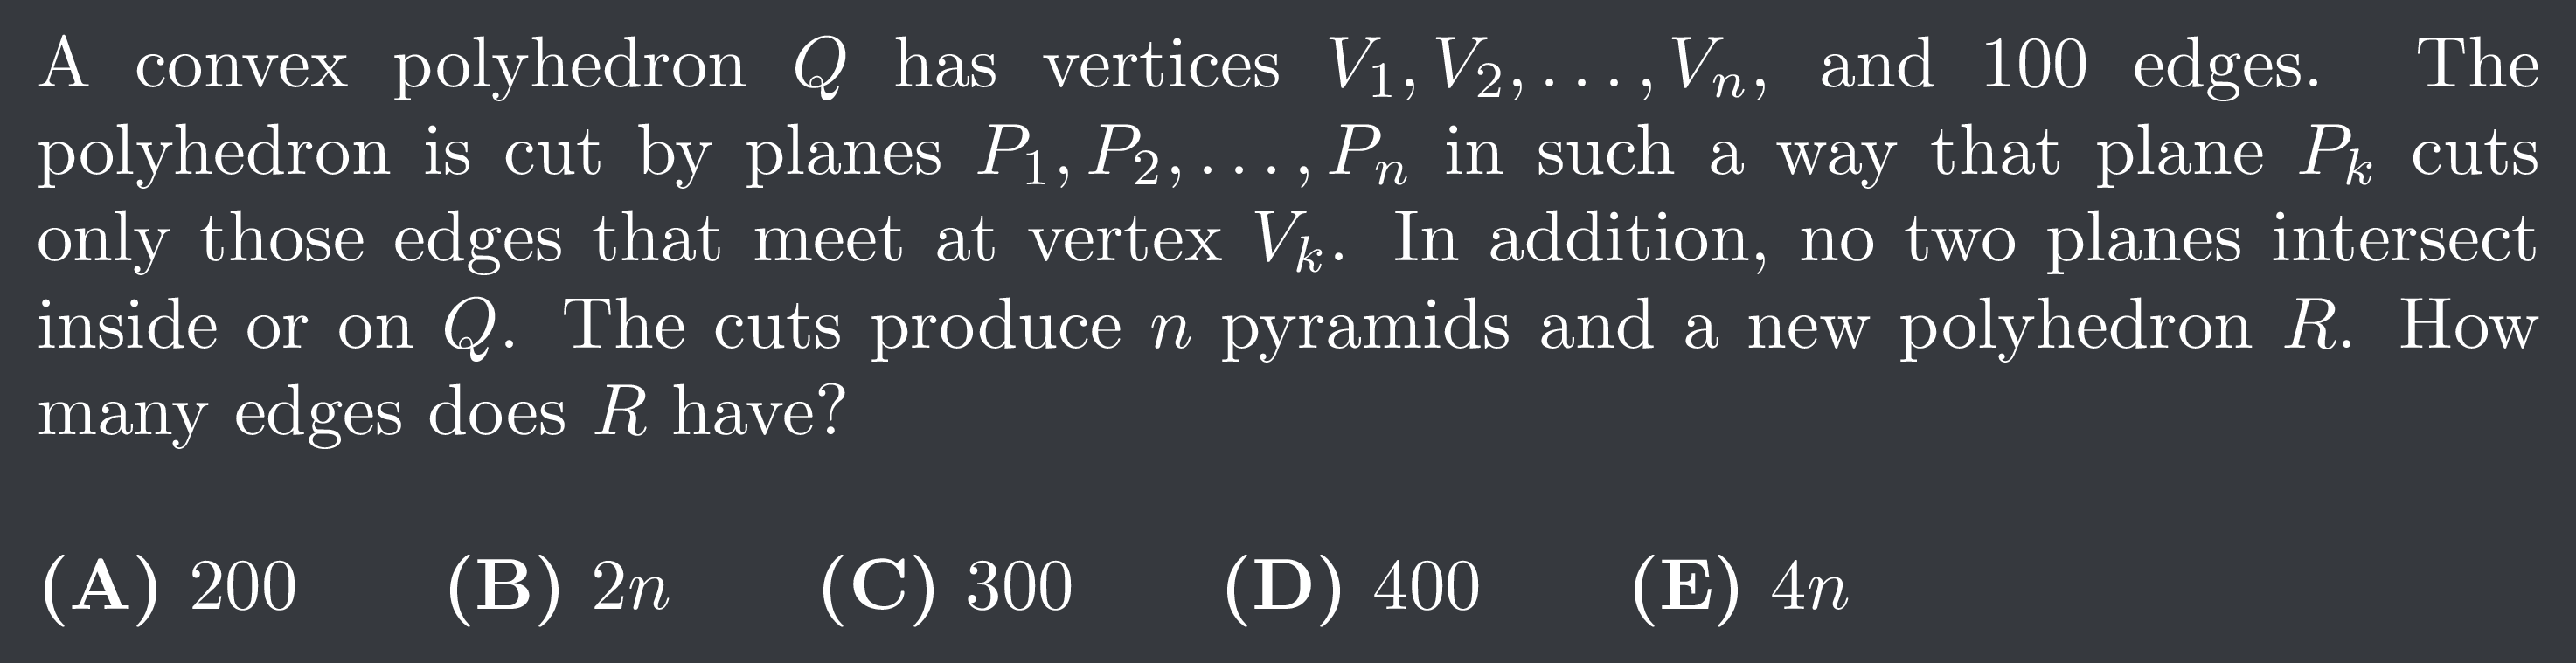 A convex polyhedron $Q$ has vertices $V_1, V_2, \ldots, V_n$, and 100 edges. The
polyhedron is cut by planes $P_1, P_2, \ldots, P_n$ in such a way that plane $P_k$ cuts
only those edges that meet at vertex $V_k$. In addition, no two planes intersect
inside or on $Q$. The cuts produce $n$ pyramids and a new polyhedron $R$. How
many edges does $R$ have?
(A) 200 (B) $2n$ (C) 300 (D) 400 (E) $4n$